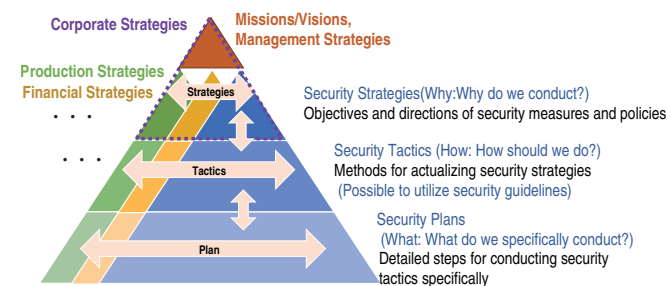 Corporate Strategies
Missions/Visions,
Management Strategies
Production Strategies
Financial Strategies
. . .
. . .
Strategies
Security Strategies(Why:Why do we conduct?)
Objectives and directions of security measures and policies
Tactics
Security Tactics (How: How should we do?)
Methods for actualizing security strategies
(Possible to utilize security guidelines)
Plan
Security Plans
(What: What do we specifically conduct?)
Detailed steps for conducting security
tactics specifically